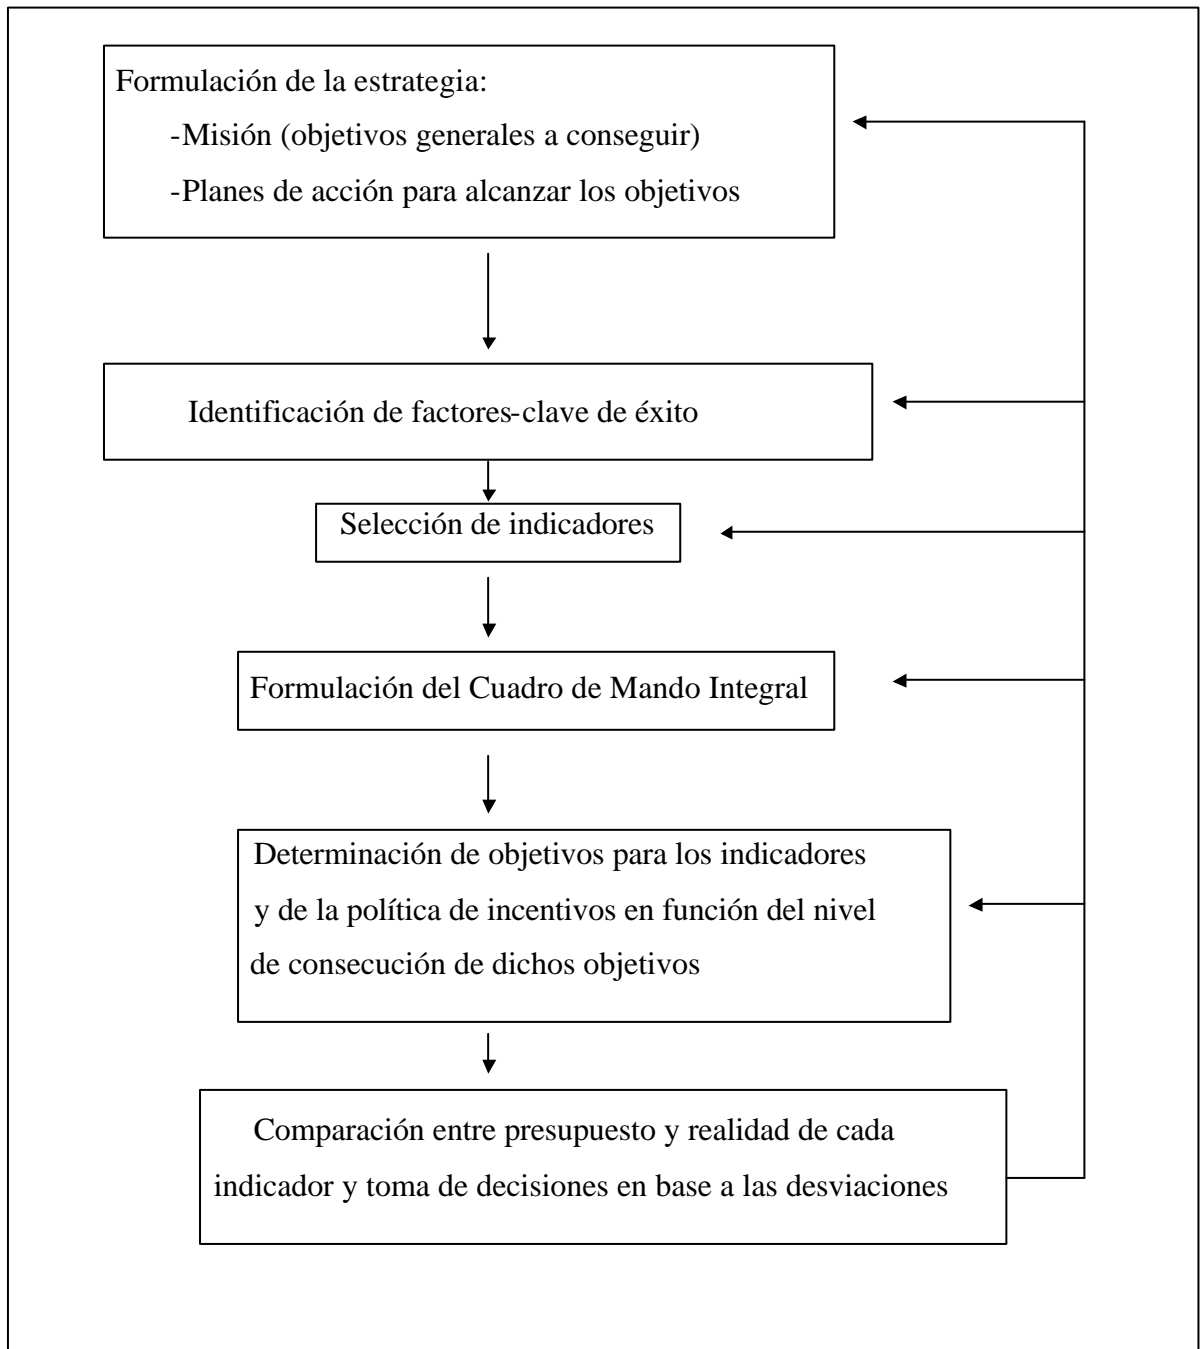 Formulación de la estrategia:
-Misión (objetivos generales a conseguir)
-Planes de acción para alcanzar los objetivos
Identificación de factores-clave de éxito
Selección de indicadores
Formulación del Cuadro de Mando Integral
Determinación de objetivos para los indicadores
y de la política de incentivos en función del nivel
de consecución de dichos objetivos
Comparación entre presupuesto y realidad de cada
indicador y toma de decisiones en base a las desviaciones